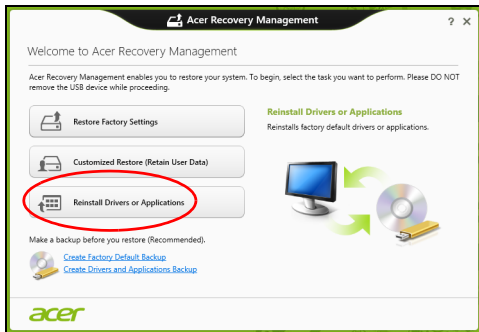 Acer Recovery Management
? X
Welcome to Acer Recovery Management
Acer Recovery Management enables you to restore your system. To begin, select the task you want to perform. Please DO NOT
remove the USB device while proceeding.
Restore Factory Settings
Customized Restore (Retain User Data)
Reinstall Drivers or Applications
Reinstall Drivers or Applications
Reinstalls factory default drivers or applications.
Make a backup before you restore (Recommended).
Create Factory Default Backup
Create Drivers and Applications Backup
acer